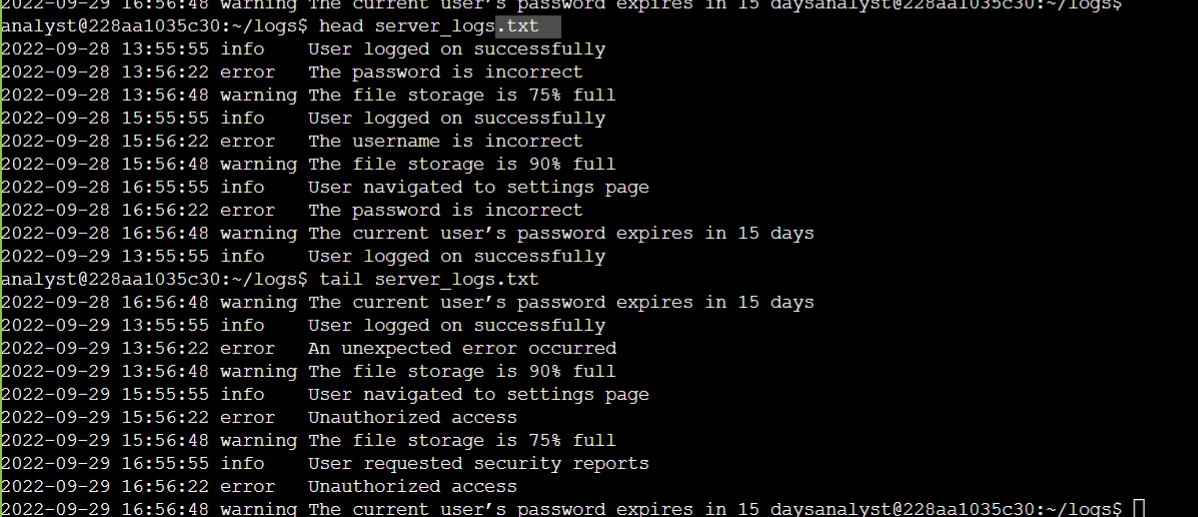 2022-09-29 16:56:48 warning The current user's password expires in 15 daysanalyst@228aa1035c30:~/logs$
analyst@228aa1035c30:~/logs$ head server_logs.txt
2022-09-28 13:55:55 info    User logged on successfully
2022-09-28 13:56:22 error   The password is incorrect
2022-09-28 13:56:48 warning The file storage is 75% full
2022-09-28 15:55:55 info    User logged on successfully
2022-09-28 15:56:22 error   The username is incorrect
2022-09-28 15:56:48 warning The file storage is 90% full
2022-09-28 16:55:55 info    User navigated to settings page
2022-09-28 16:56:22 error   The password is incorrect
2022-09-28 16:56:48 warning The current user’s password expires in 15 days
2022-09-29 13:55:55 info    User logged on successfully
analyst@228aa1035c30:~/logs$ tail server_logs.txt
2022-09-28 16:56:48 warning The current user’s password expires in 15 days
2022-09-29 13:55:55 info    User logged on successfully
2022-09-29 13:56:22 error   An unexpected error occurred
2022-09-29 13:56:48 warning The file storage is 90% full
2022-09-29 15:55:55 info    User navigated to settings page
2022-09-29 15:56:22 error   Unauthorized access
2022-09-29 15:56:48 warning The file storage is 75% full
2022-09-29 16:55:55 info    User requested security reports
2022-09-29 16:56:22 error   Unauthorized access
2022-09-29 16:56:48 warning The current user’s password expires in 15 daysanalyst@228aa1035c30:~/logs$